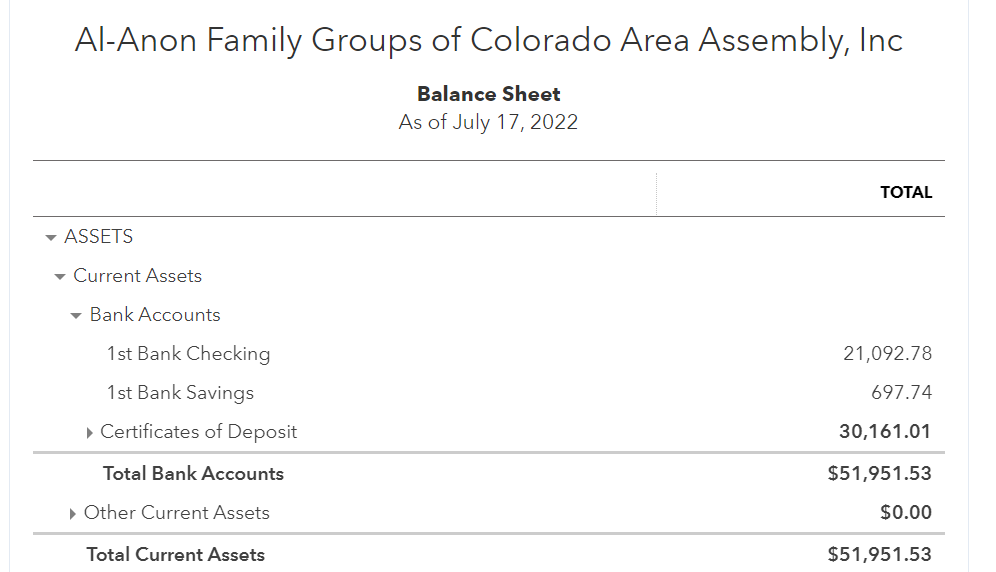 Al-Anon Family Groups of Colorado Area Assembly, Inc
Balance Sheet
As of July 17, 2022
TOTAL
ASSETS
Current Assets
Bank Accounts
1st Bank Checking 21,092.78
1st Bank Savings 697.74
Certificates of Deposit 30,161.01
Total Bank Accounts $51,951.53
Other Current Assets $0.00
Total Current Assets $51,951.53